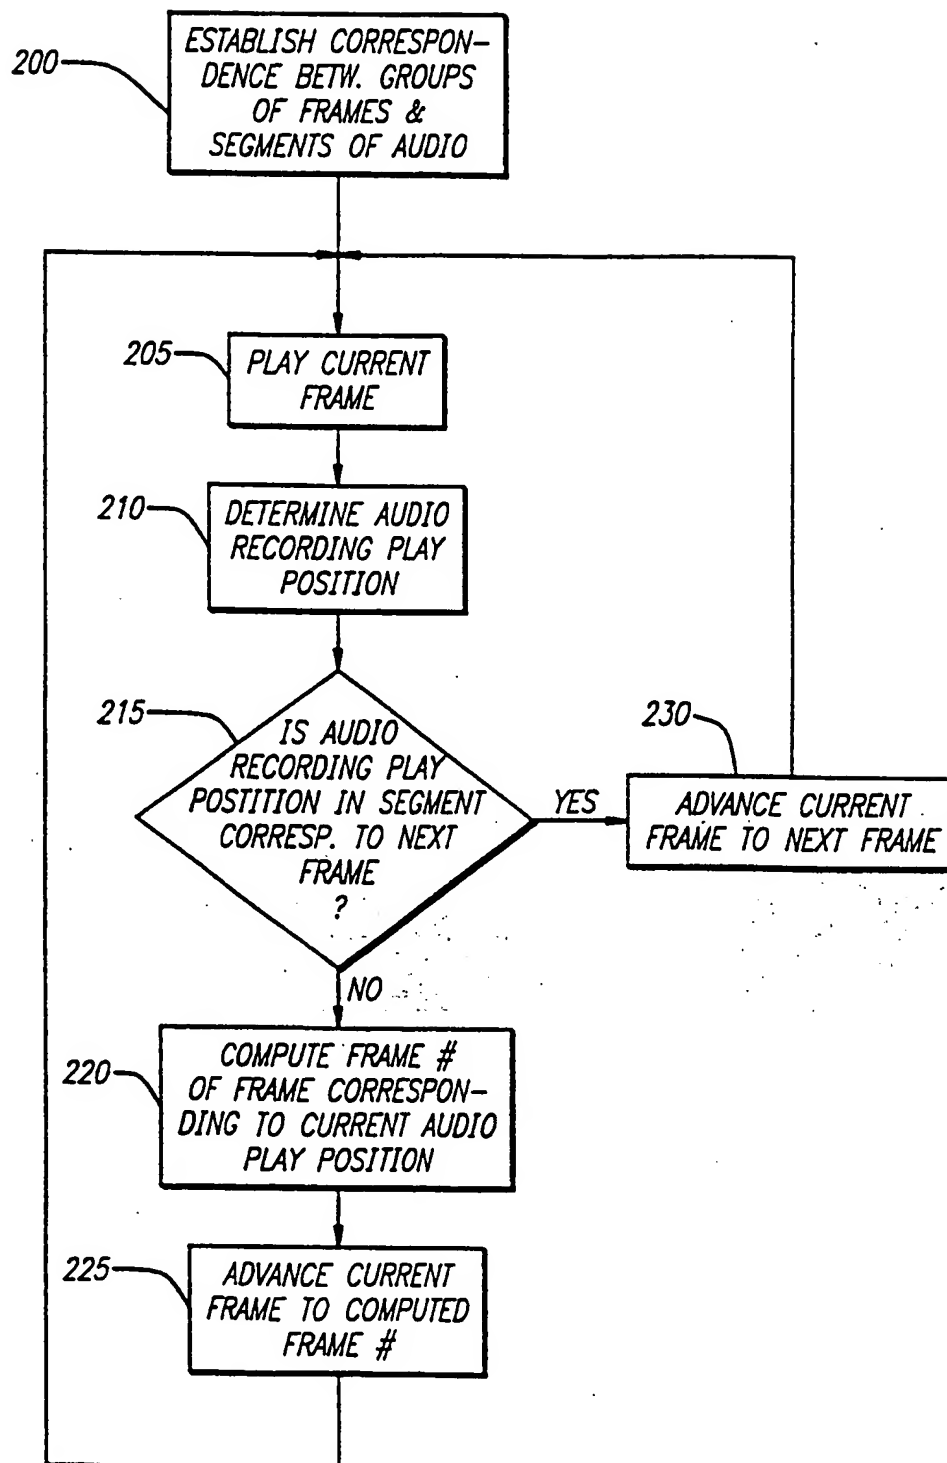 200
ESTABLISH CORRESPON-
DENCE BETW. GROUPS
OF FRAMES &
SEGMENTS OF AUDIO
205
PLAY CURRENT
FRAME
210
DETERMINE AUDIO
RECORDING PLAY
POSITION
215
IS AUDIO
RECORDING PLAY
POSTITION IN SEGMENT
CORRESP. TO NEXT
FRAME
?
YES
230
ADVANCE CURRENT
FRAME TO NEXT FRAME
NO
220
COMPUTE FRAME #
OF FRAME CORRESPON-
DING TO CURRENT AUDIO
PLAY POSITION
225
ADVANCE CURRENT
FRAME TO COMPUTED
FRAME #